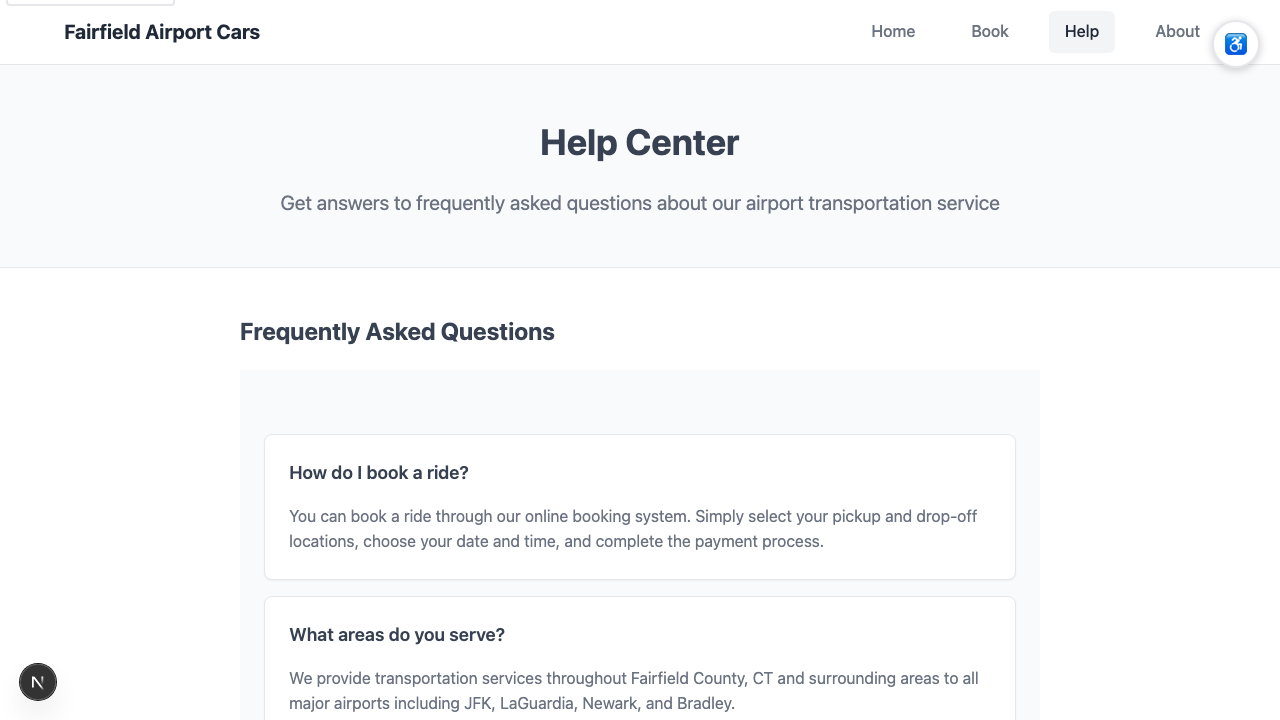 Fairfield Airport Cars
Home
Book
Help
About
Help Center
Get answers to frequently asked questions about our airport transportation service
Frequently Asked Questions
How do I book a ride?
You can book a ride through our online booking system. Simply select your pickup and drop-off
locations, choose your date and time, and complete the payment process.
What areas do you serve?
We provide transportation services throughout Fairfield County, CT and surrounding areas to all
major airports including JFK, LaGuardia, Newark, and Bradley.
N